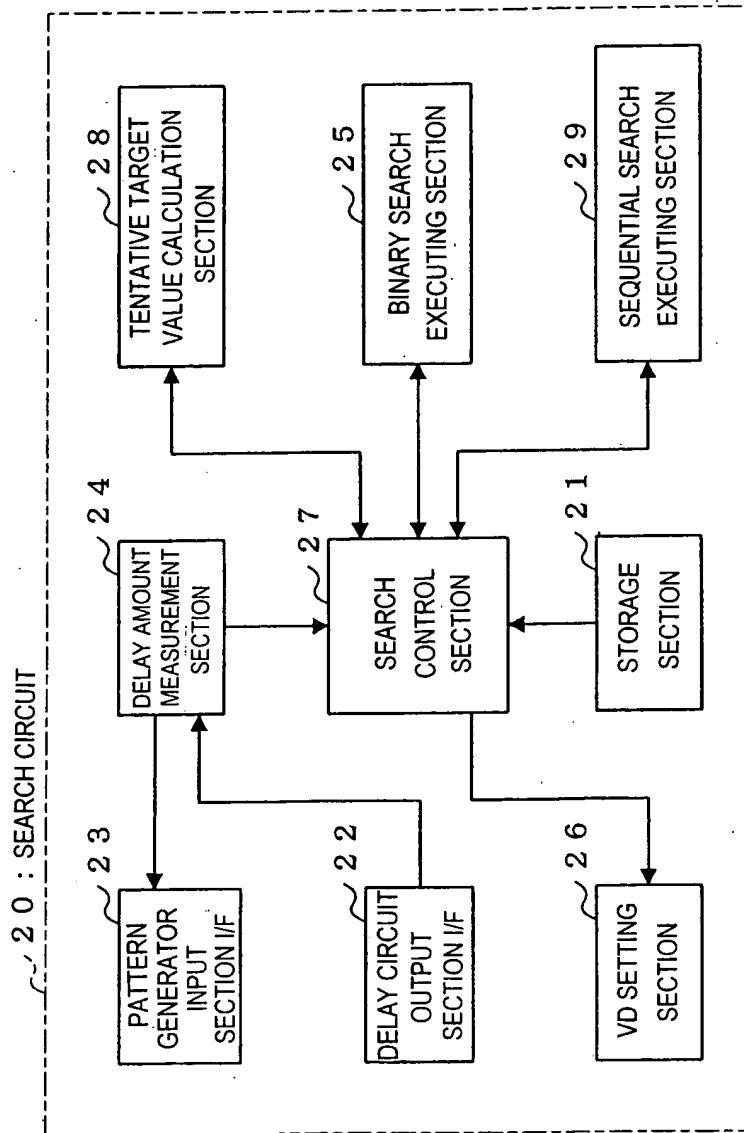 20 : SEARCH CIRCUIT
23
PATTERN
GENERATOR
INPUT
SECTION I/F
24
DELAY AMOUNT
MEASUREMENT
SECTION
28
TENTATIVE TARGET
VALUE CALCULATION
SECTION
22
DELAY CIRCUIT
OUTPUT
SECTION I/F
27
SEARCH
CONTROL
SECTION
25
BINARY SEARCH
EXECUTING SECTION
26
VD SETTING
SECTION
21
STORAGE
SECTION
29
SEQUENTIAL SEARCH
EXECUTING SECTION